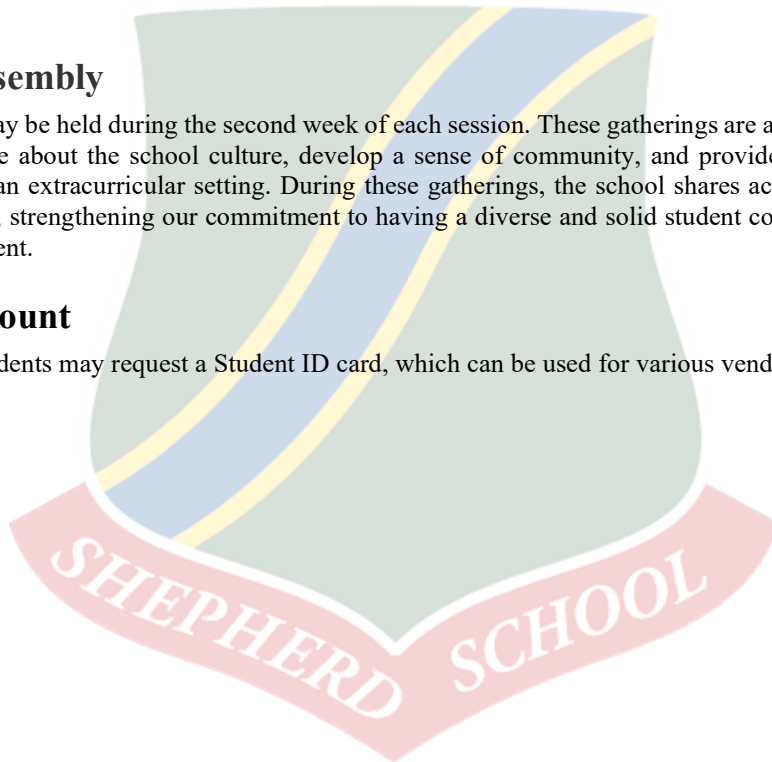 sembly
ay be held during the second week of each session. These gatherings are a
e about the school culture, develop a sense of community, and provide
an extracurricular setting. During these gatherings, the school shares ac
, strengthening our commitment to having a diverse and solid student co
ent.
ount
dents may request a Student ID card, which can be used for various vend
SHEPHERD SCHOOL